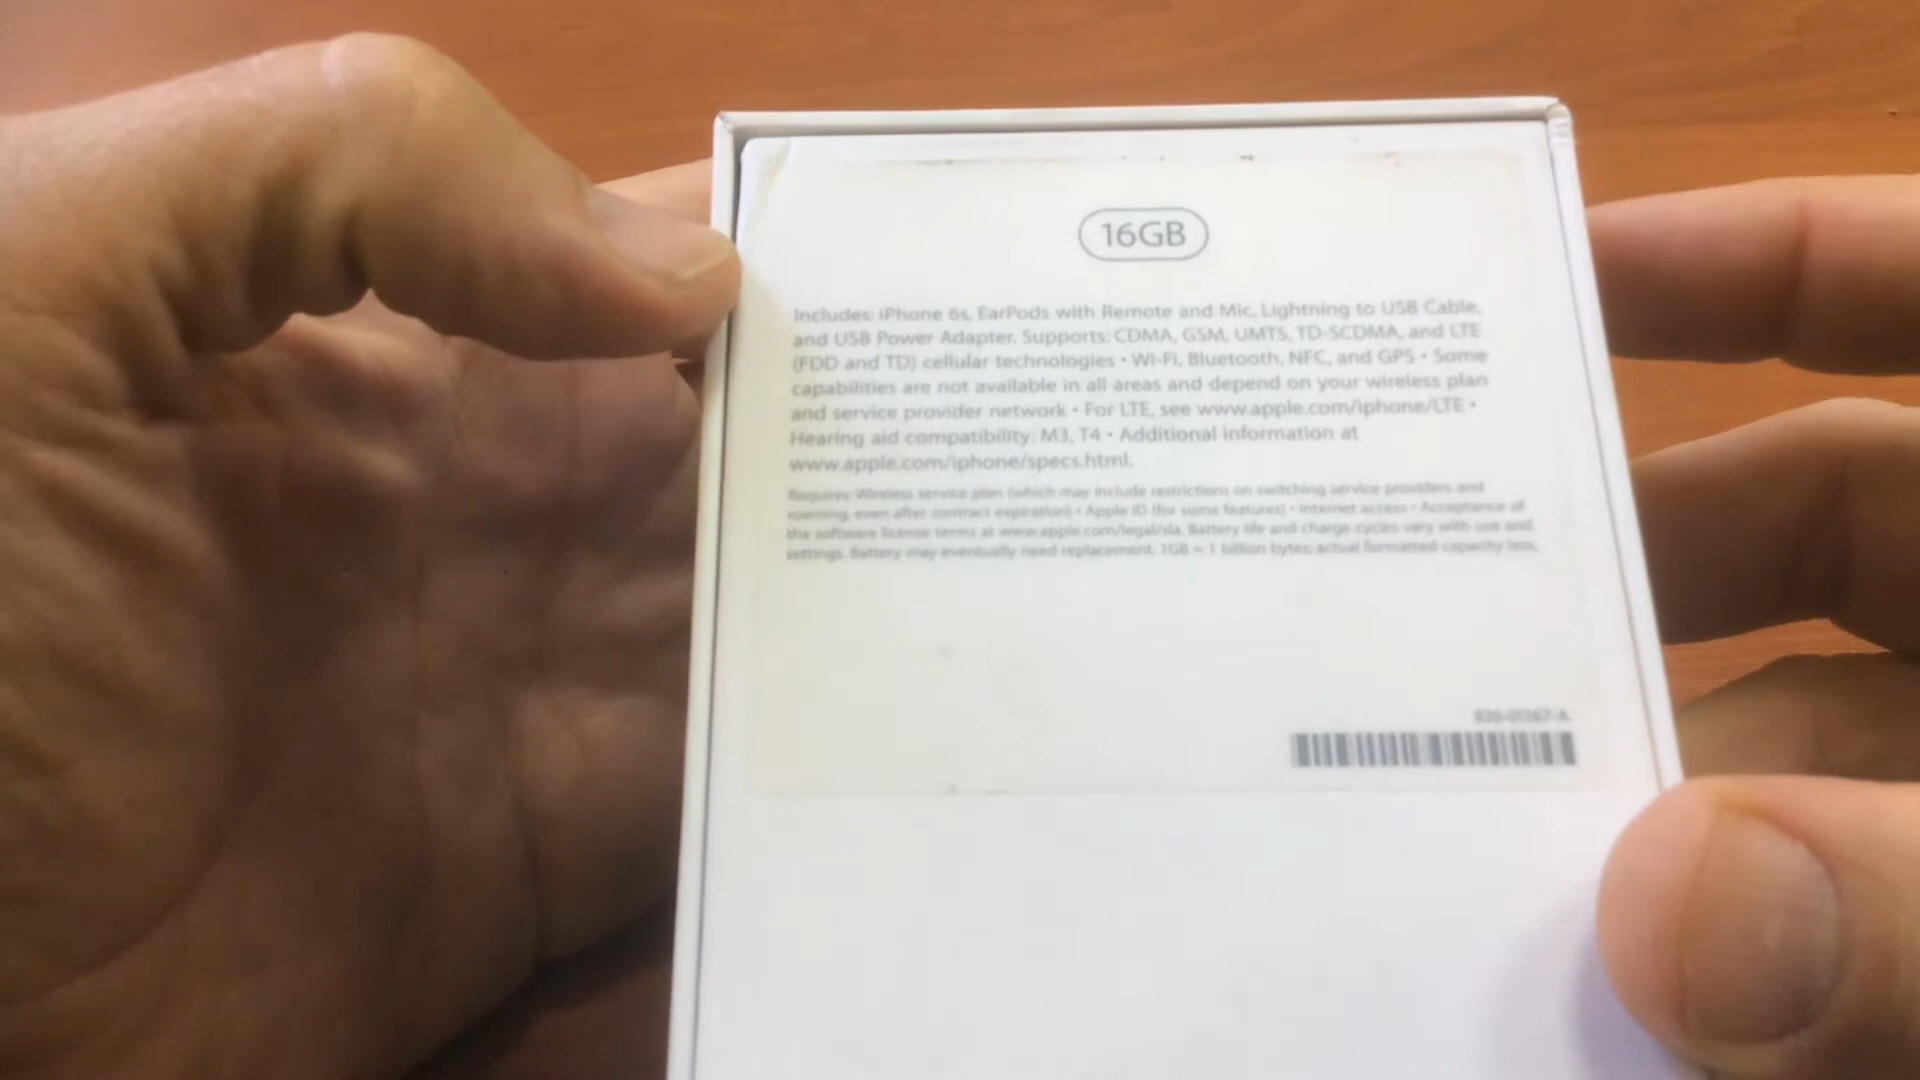 16GB
Includes: iPhone 6s, EarPods with Remote and Mic, Lightning to USB Cable,
and USB Power Adapter. Supports: CDMA, GSM, UMTS, TD-SCDMA, and LTE
(FDD and TD) cellular technologies • Wi-Fi, Bluetooth, NFC, and GPS • Some
capabilities are not available in all areas and depend on your wireless plan
and service provider network • For LTE, see www.apple.com/iphone/LTE •
Hearing aid compatibility: M3, T4 • Additional information at
www.apple.com/iphone/specs.html.
Requires: Wireless service plan (which may include restrictions on switching service providers and
roaming, even after contract expiration) • Apple ID (for some features) • Internet access • Acceptance of
the software license terms at www.apple.com/legal/sla. Battery life and charge cycles vary with use and
settings. Battery may eventually need replacement. 1GB = 1 billion bytes; actual formatted capacity less.